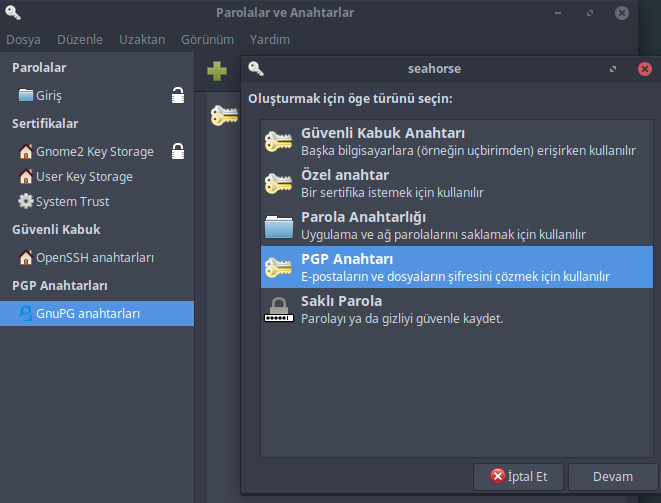 Parolalar ve Anahtarlar
Dosya Düzenle Uzaktan Görünüm Yardım
Parolalar
Giriş
Sertifikalar
Gnome2 Key Storage
User Key Storage
System Trust
Güvenli Kabuk
OpenSSH anahtarları
PGP Anahtarları
GnuPG anahtarları
seahorse
Oluşturmak için öge türünü seçin:
Güvenli Kabuk Anahtarı
Başka bilgisayarlara (örneğin uçbirimden) erişirken kullanılır
Özel anahtar
Bir sertifika istemek için kullanılır
Parola Anahtarlığı
Uygulama ve ağ parolalarını saklamak için kullanılır
PGP Anahtarı
E-postaların ve dosyaların şifresini çözmek için kullanılır
Saklı Parola
Parolayı ya da gizliyi güvenle kaydet.
İptal Et
Devam